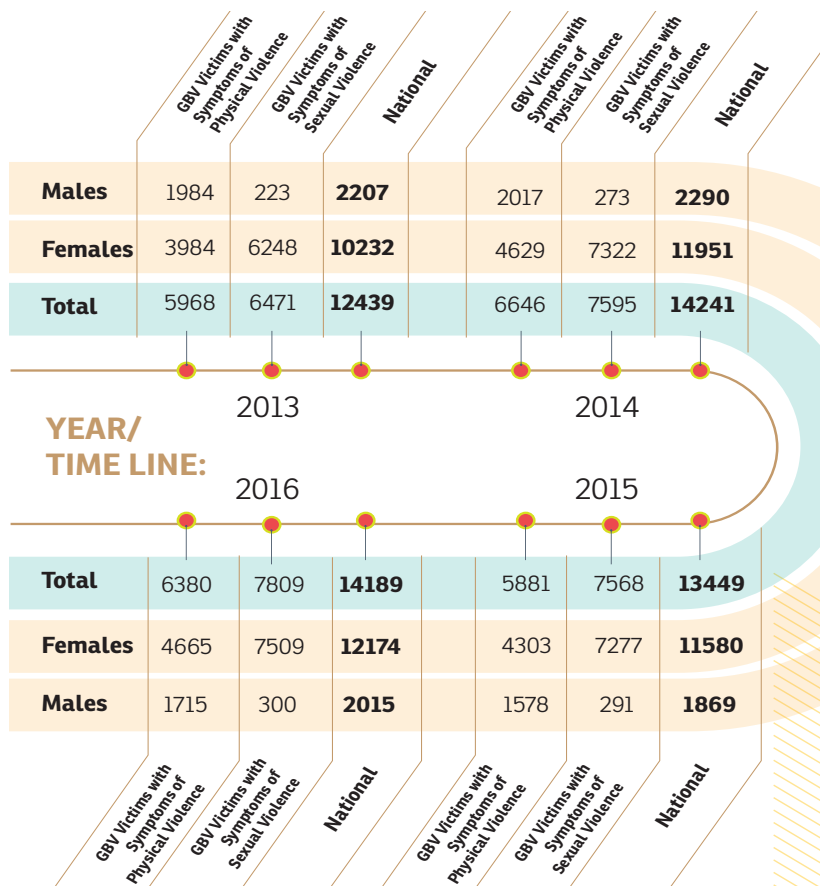 GBV Victims with
Symptoms of
Physical Violence
GBV Victims with
Symptoms of
Sexual Violence
National
GBV Victims with
Symptoms of
Physical Violence
GBV Victims with
Symptoms of
Sexual Violence
National
Males 1984 223 2207 2017 273 2290
Females 3984 6248 10232 4629 7322 11951
Total 5968 6471 12439 6646 7595 14241
2013 2014
YEAR/
TIME LINE:
2016 2015
Total 6380 7809 14189 5881 7568 13449
Females 4665 7509 12174 4303 7277 11580
Males 1715 300 2015 1578 291 1869
GBV Victims with
Symptoms of
Physical Violence
GBV Victims with
Symptoms of
Sexual Violence
National
GBV Victims with
Symptoms of
Physical Violence
GBV Victims with
Symptoms of
Sexual Violence
National